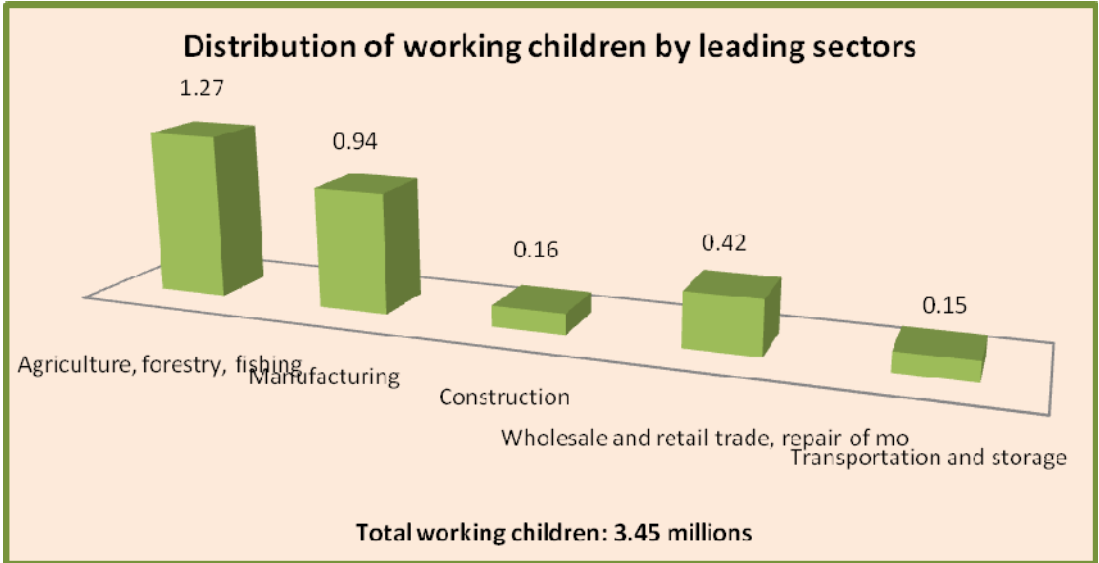 Distribution of working children by leading sectors
1.27
0.94
0.16
0.42
0.15
Agriculture, forestry, fishing
Manufacturing
Construction
Wholesale and retail trade, repair of mo
Transportation and storage
Total working children: 3.45 millions